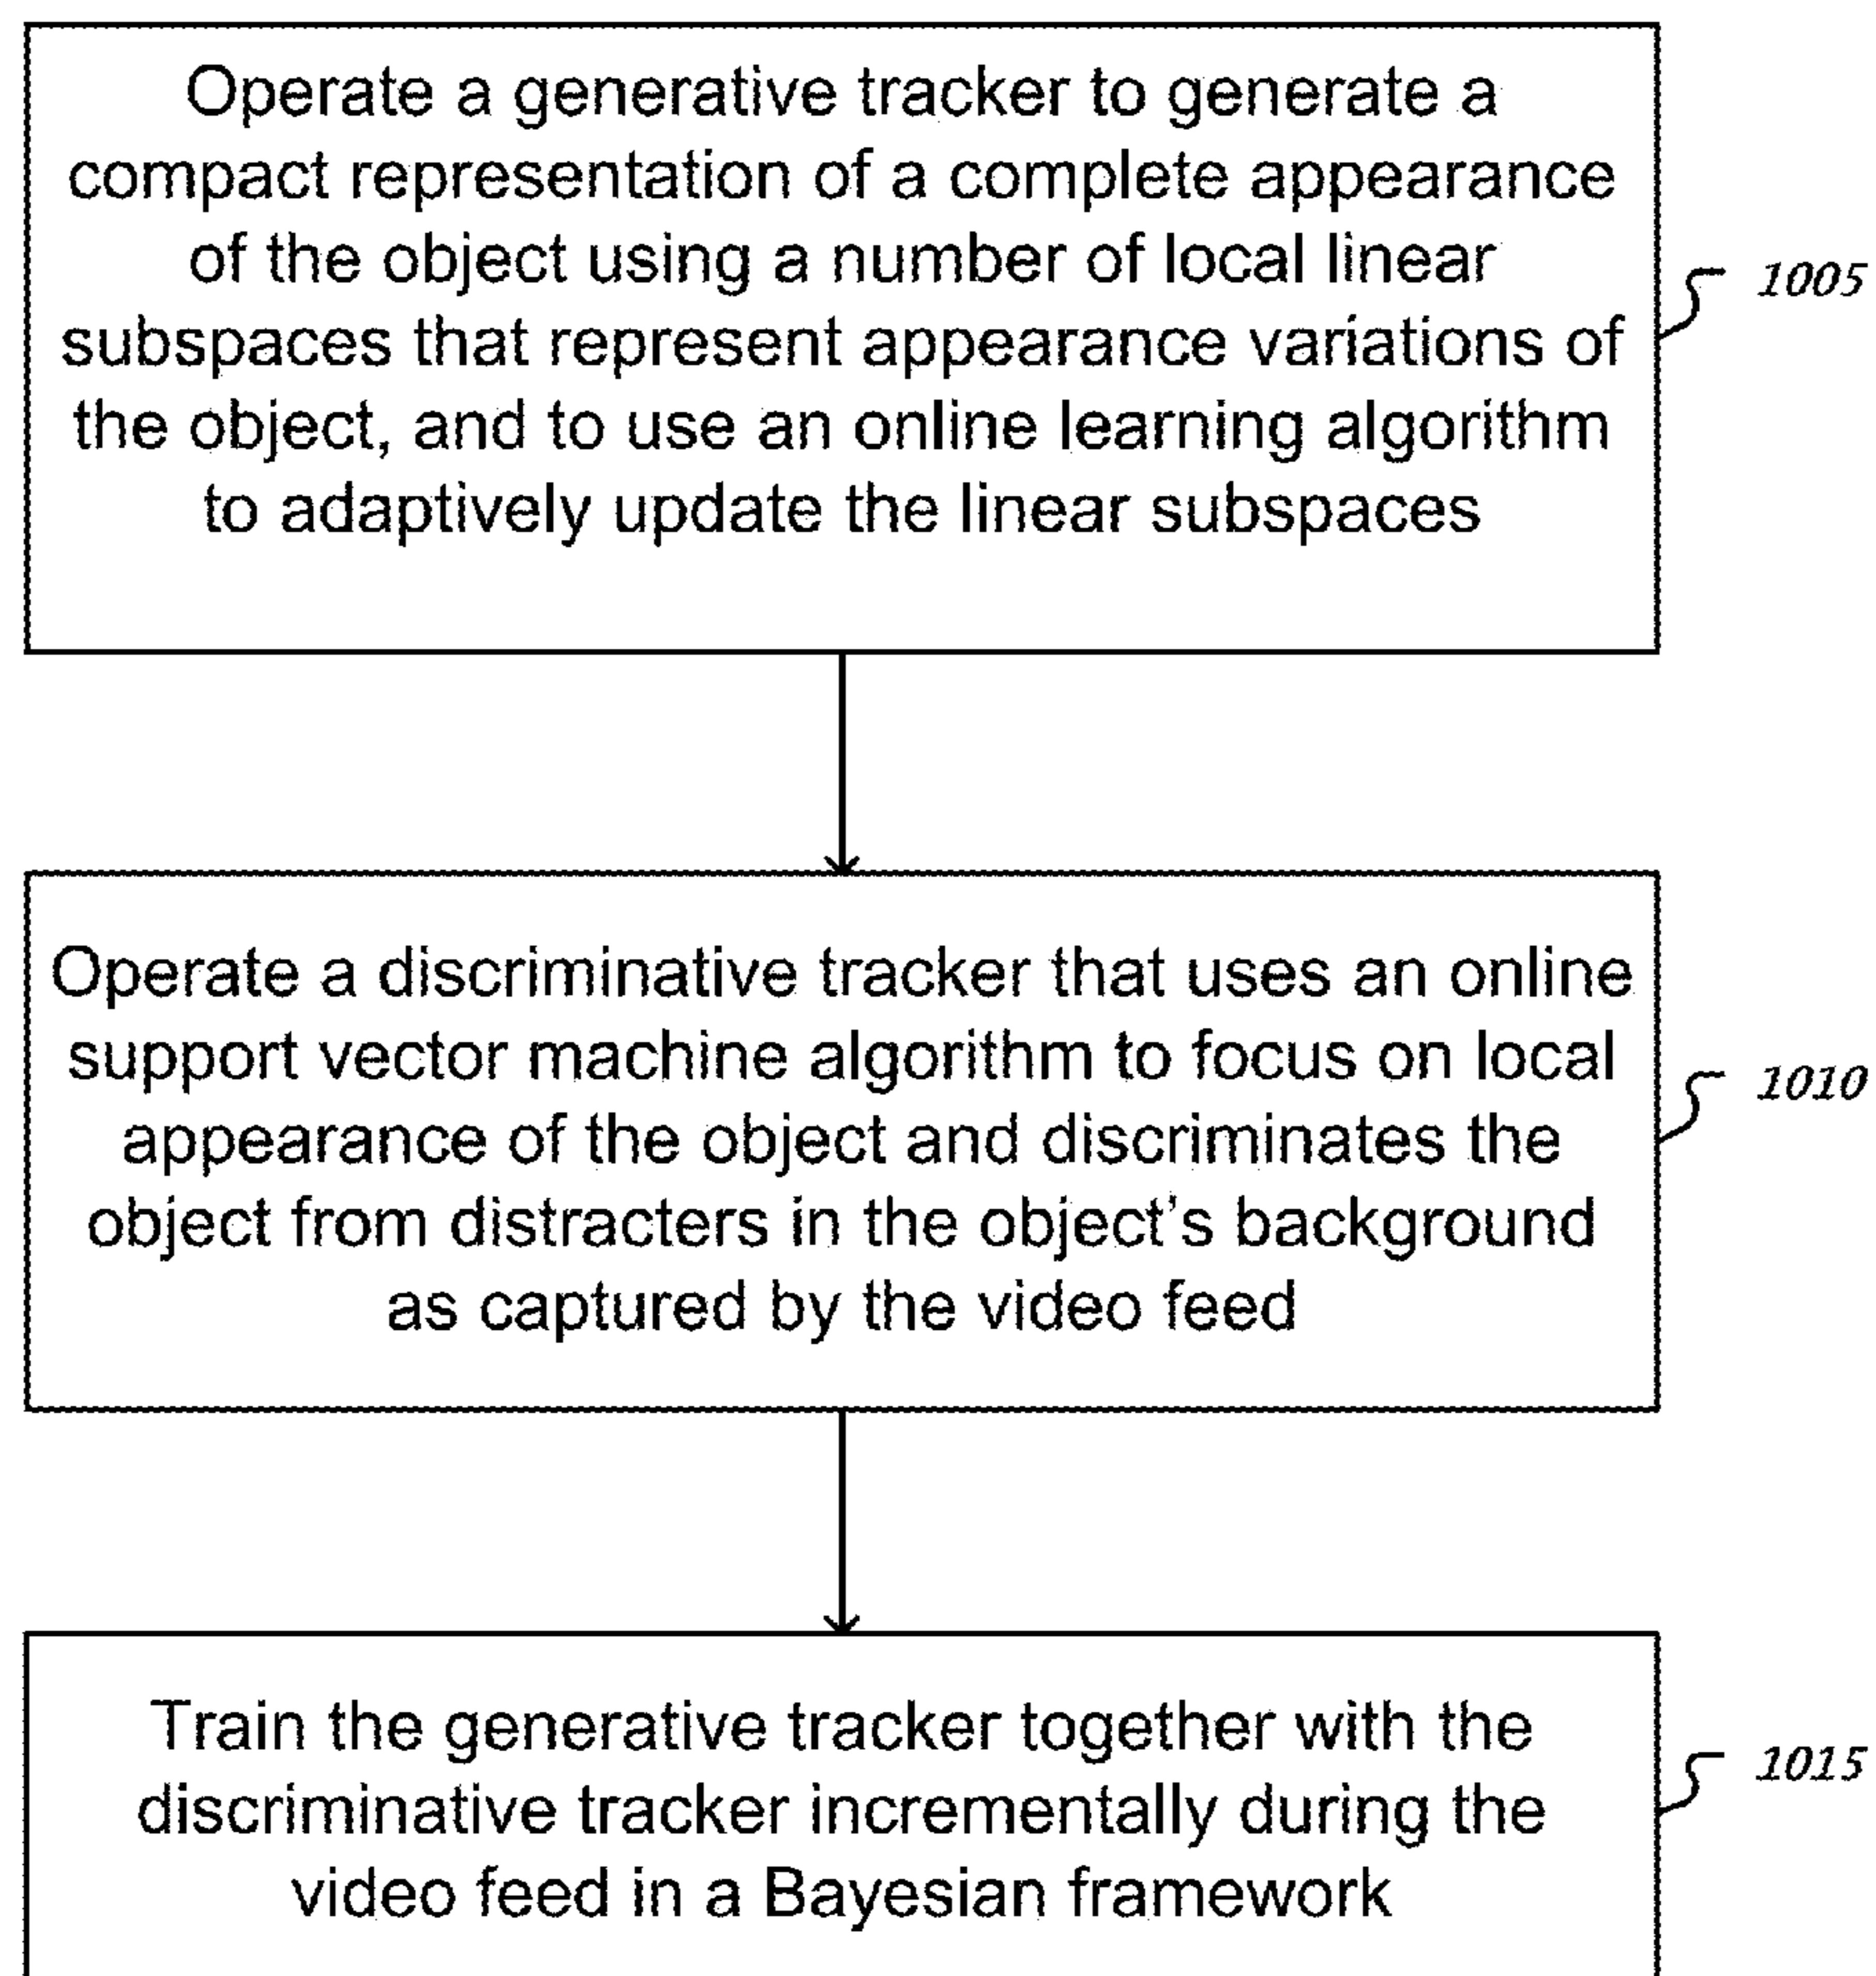 Operate a generative tracker to generate a
compact representation of a complete appearance
of the object using a number of local linear
subspaces that represent appearance variations of
the object, and to use an online learning algorithm
to adaptively update the linear subspaces
1005
Operate a discriminative tracker that uses an online
support vector machine algorithm to focus on local
appearance of the object and discriminates the
object from distracters in the object's background
as captured by the video feed
1010
Train the generative tracker together with the
discriminative tracker incrementally during the
video feed in a Bayesian framework
1015